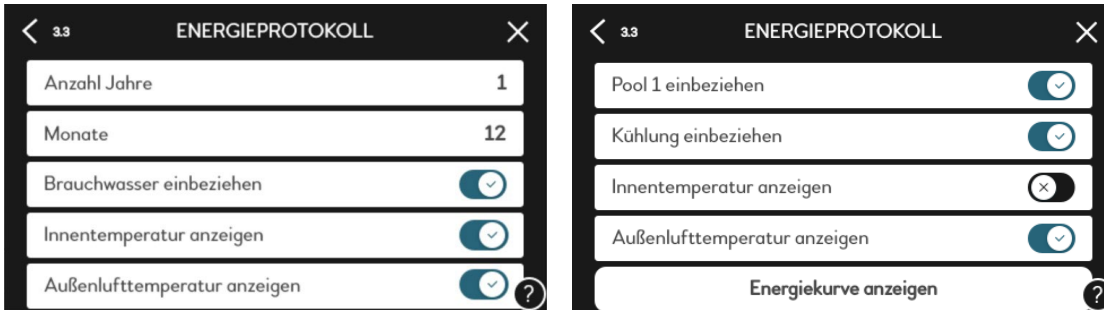 3.3 ENERGIEPROTOKOLL
Anzahl Jahre 1
Monate 12
Brauchwasser einbeziehen
Innentemperatur anzeigen
Außenlufttemperatur anzeigen
?
3.3 ENERGIEPROTOKOLL
Pool 1 einbeziehen
Kühlung einbeziehen
Innentemperatur anzeigen
Außenlufttemperatur anzeigen
Energiekurve anzeigen
?